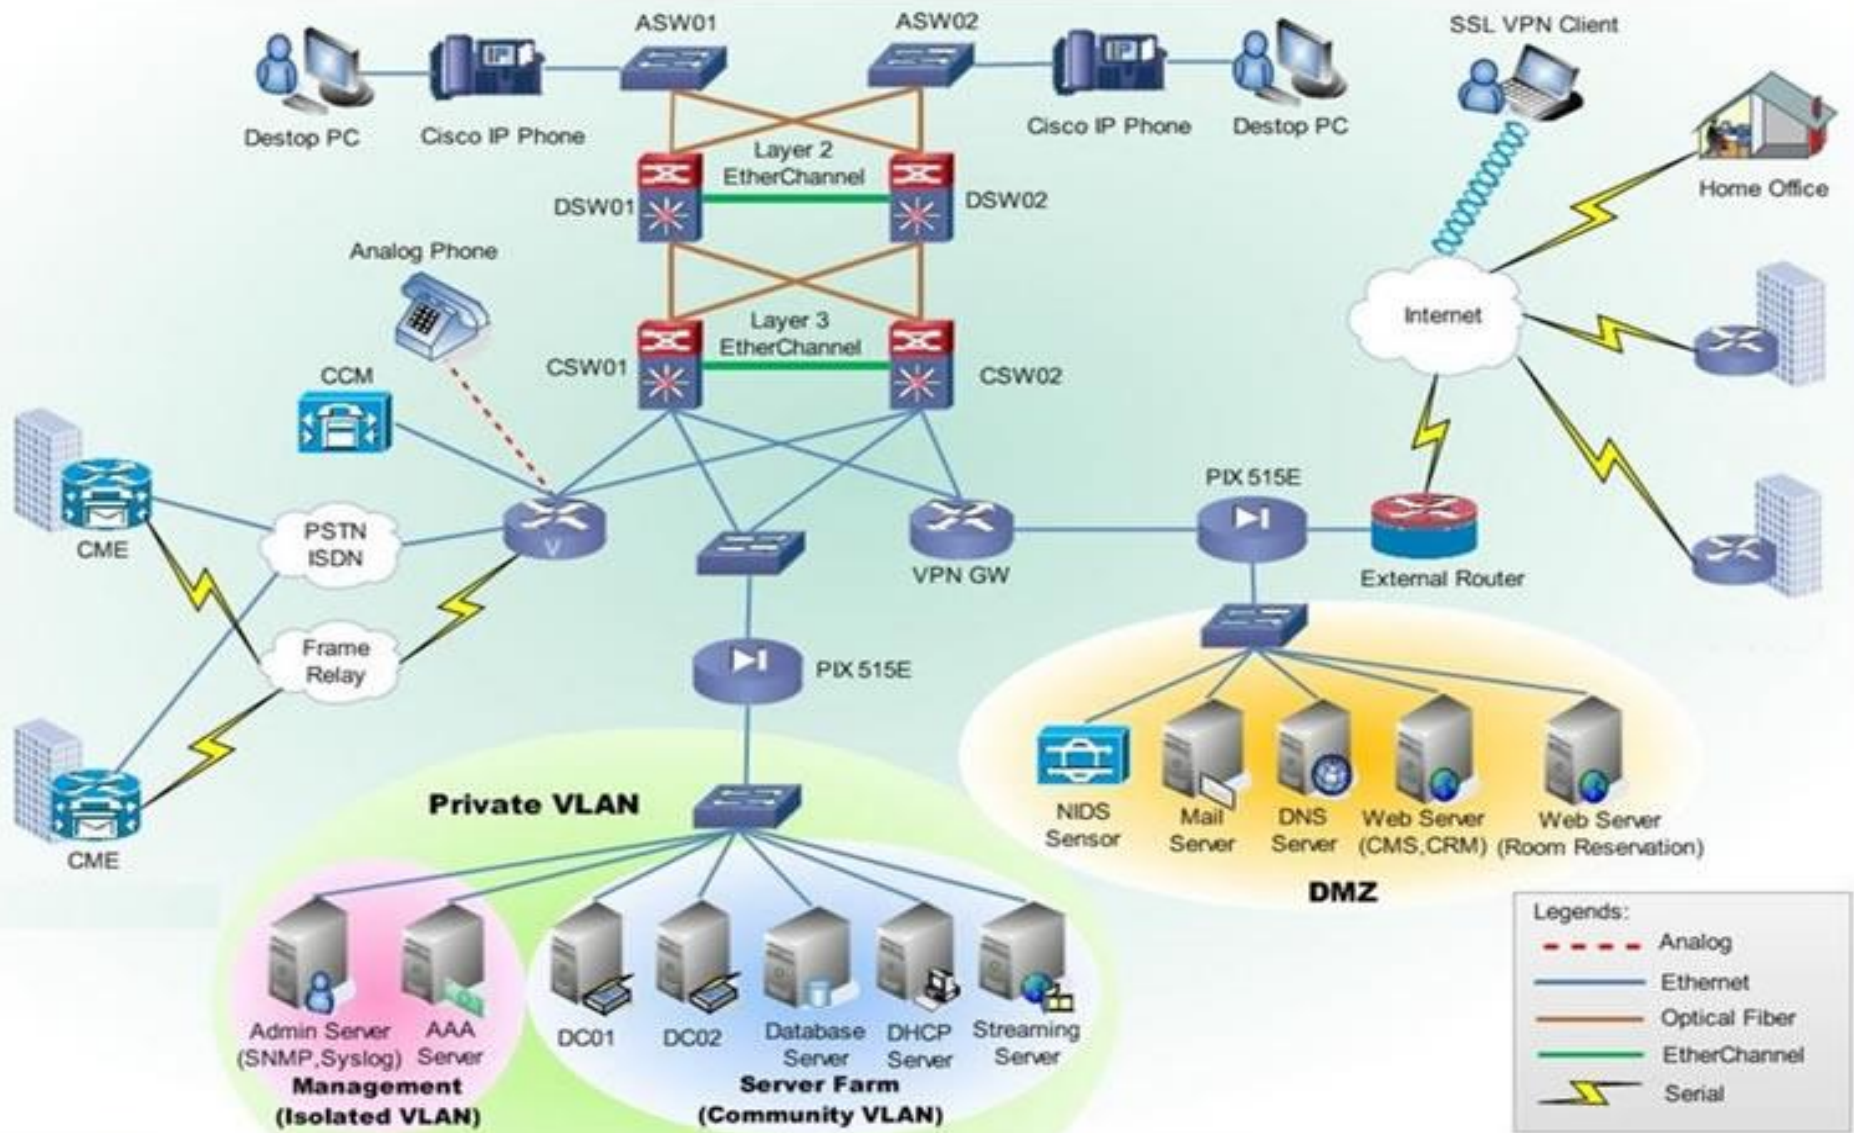 ASW01
ASW02
SSL VPN Client
IP
IP
Destop PC
Cisco IP Phone
Cisco IP Phone
Destop PC
Layer 2
EtherChannel
DSW01
DSW02
Home Office
Analog Phone
Internet
Layer 3
EtherChannel
CSW01
CSW02
CCM
PIX 515E
PSTN
ISDN
CME
V
VPN GW
External Router
Frame
Relay
PIX 515E
Private VLAN
NIDS
Sensor
Mail
Server
DNS
Server
Web Server
(CMS,CRM)
Web Server
(Room Reservation)
CME
DMZ
Admin Server
(SNMP,Syslog)
AAA
Server
DC01
DC02
Database
Server
DHCP
Server
Streaming
Server
Management
(Isolated VLAN)
Server Farm
(Community VLAN)
Legends:
Analog
Ethernet
Optical Fiber
EtherChannel
Serial